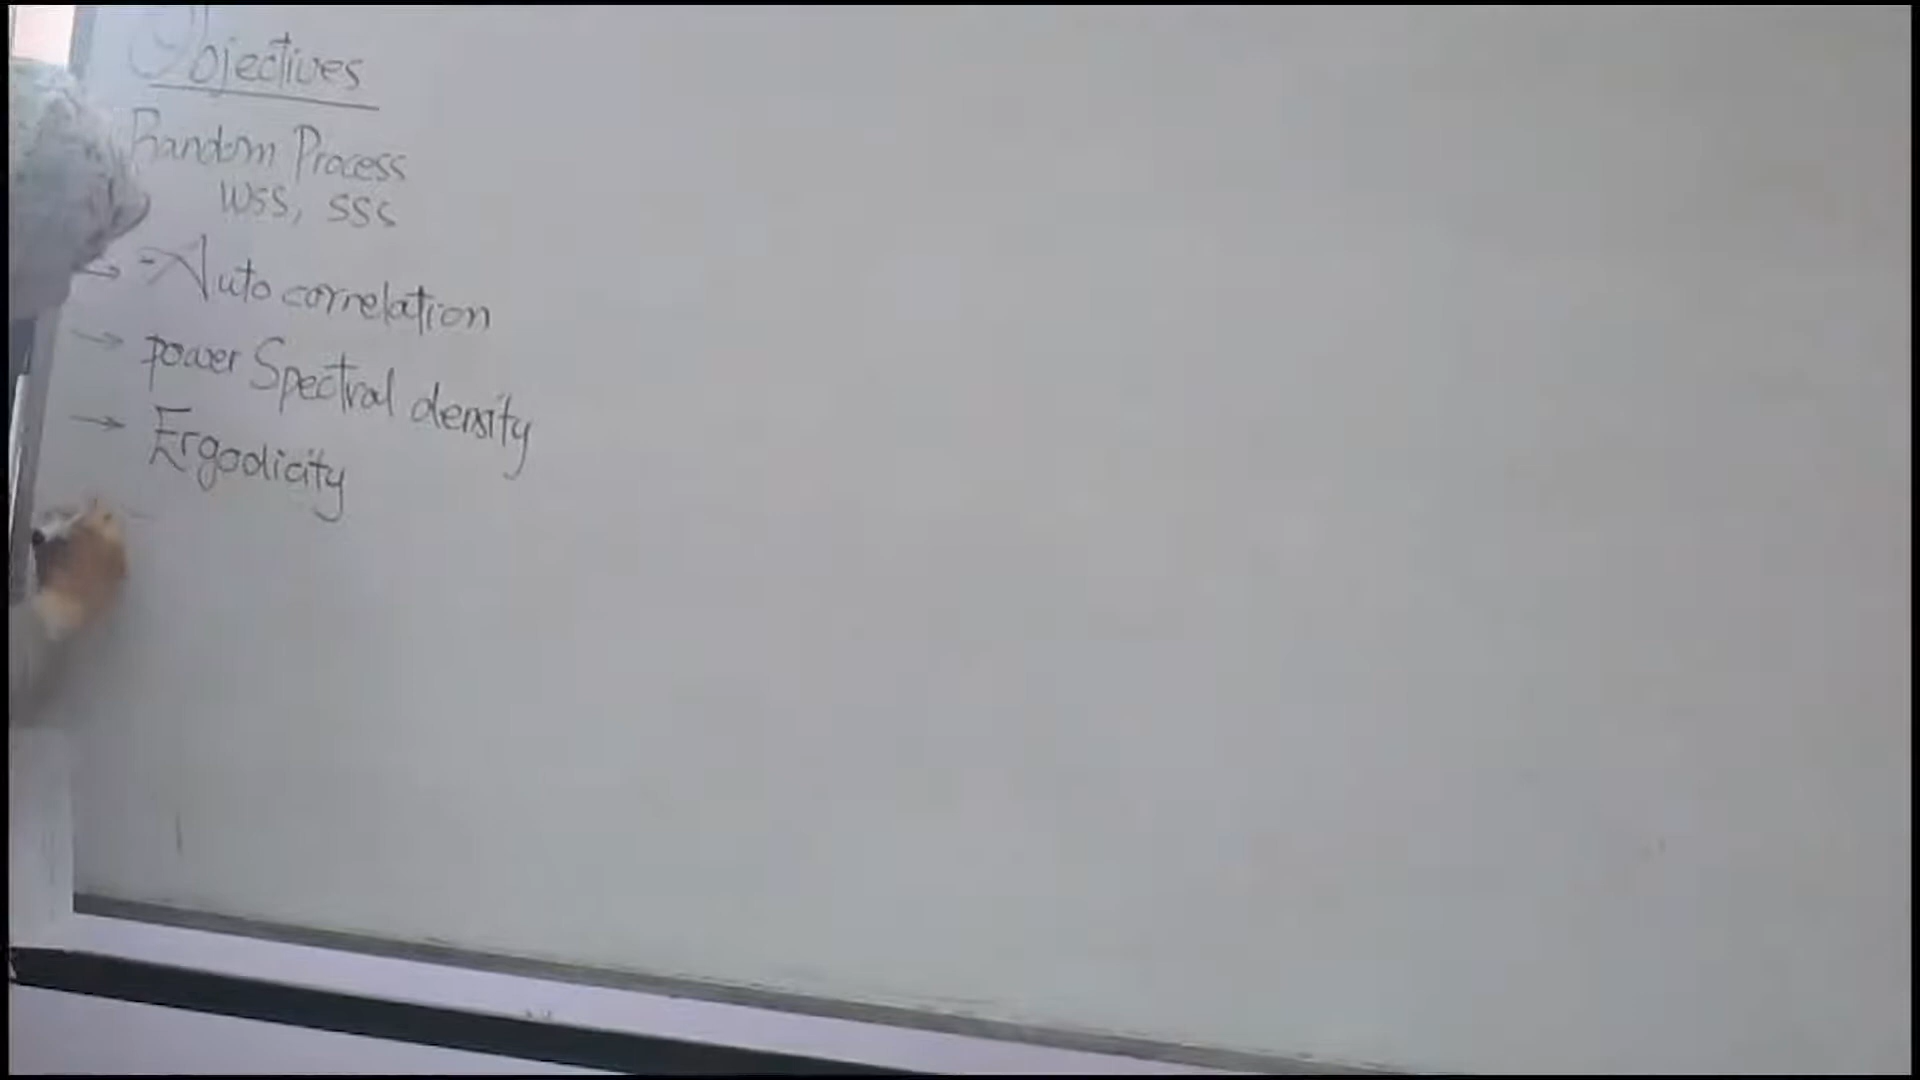 Objectives
Random Process
WSS, SSS
→ - Auto correlation
→ power Spectral density
→ Ergodicity